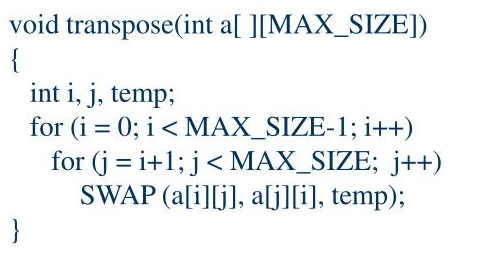 void transpose(int a[ ][MAX_SIZE])
{
int i, j, temp;
for (i = 0; i < MAX_SIZE-1; i++)
for (j = i+1; j < MAX_SIZE; j++)
SWAP (a[i][j], a[j][i], temp);
}